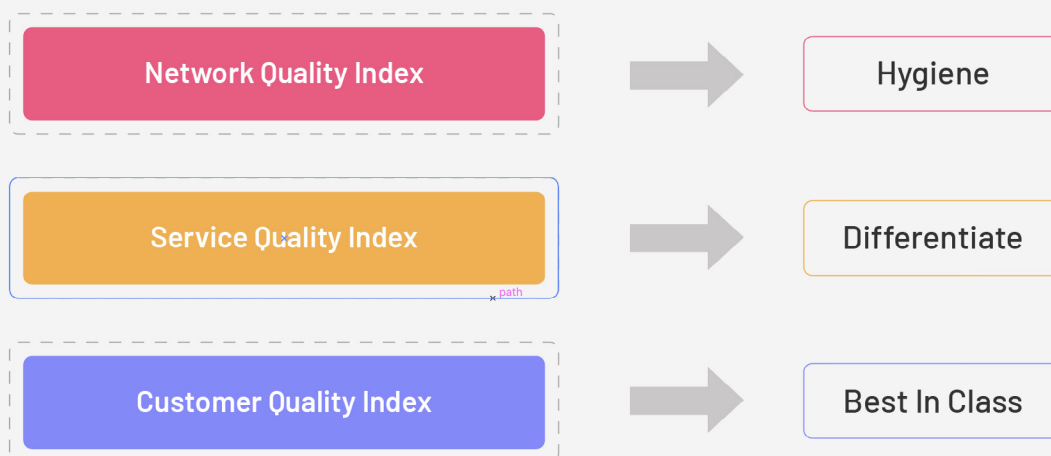 Network Quality Index
Hygiene
Service Quality Index
Differentiate
path
Customer Quality Index
Best In Class